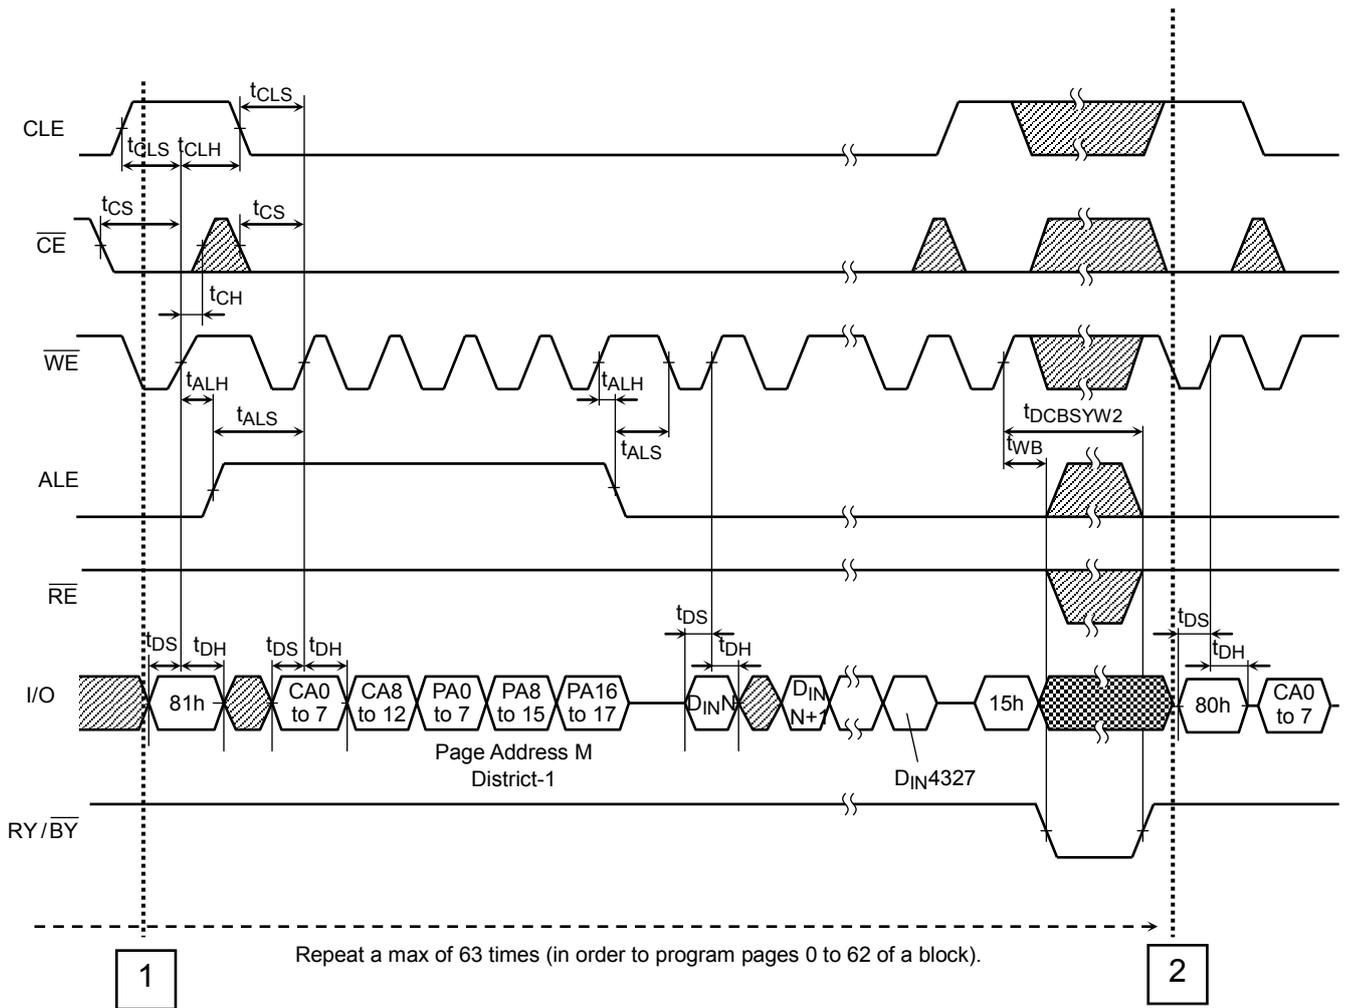 tCLS
CLE
tCLS tCLH
tCS tCS
CE
tCH
WE
tALH tALH
tALS tDCBSYW2
tALS tWB
ALE
RE
tDS tDS
tDS tDH tDS tDH tDH tDH
I/O
81h
CA0 to 7
CA8 to 12
PA0 to 7
PA8 to 15
PA16 to 17
DINN
DIN N+1
15h
80h
CA0 to 7
Page Address M
District-1
DIN4327
RY/BY
Repeat a max of 63 times (in order to program pages 0 to 62 of a block).
1
2